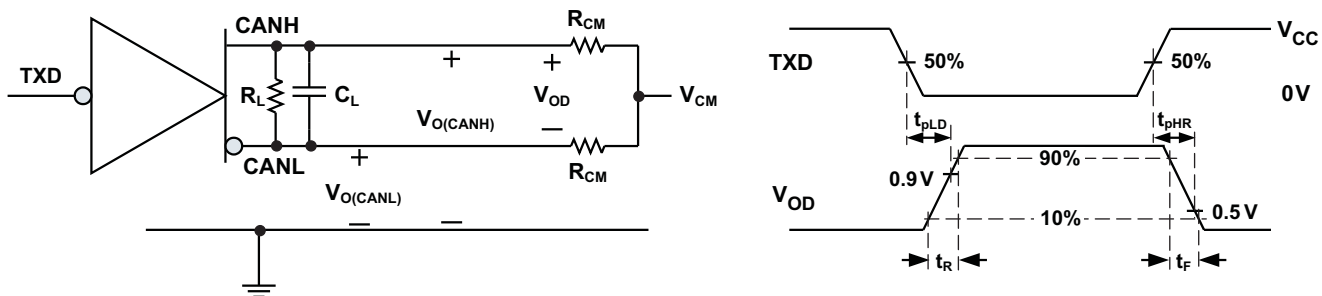 CANH
R_CM
TXD
R_L
C_L
+
+
V_OD
V_CM
V_O(CANH)
−
CANL
+
R_CM
V_O(CANL)
−
−
TXD
50%
50%
V_CC
0V
t_pLD
t_pHR
90%
0.9 V
V_OD
10%
0.5 V
t_R
t_F